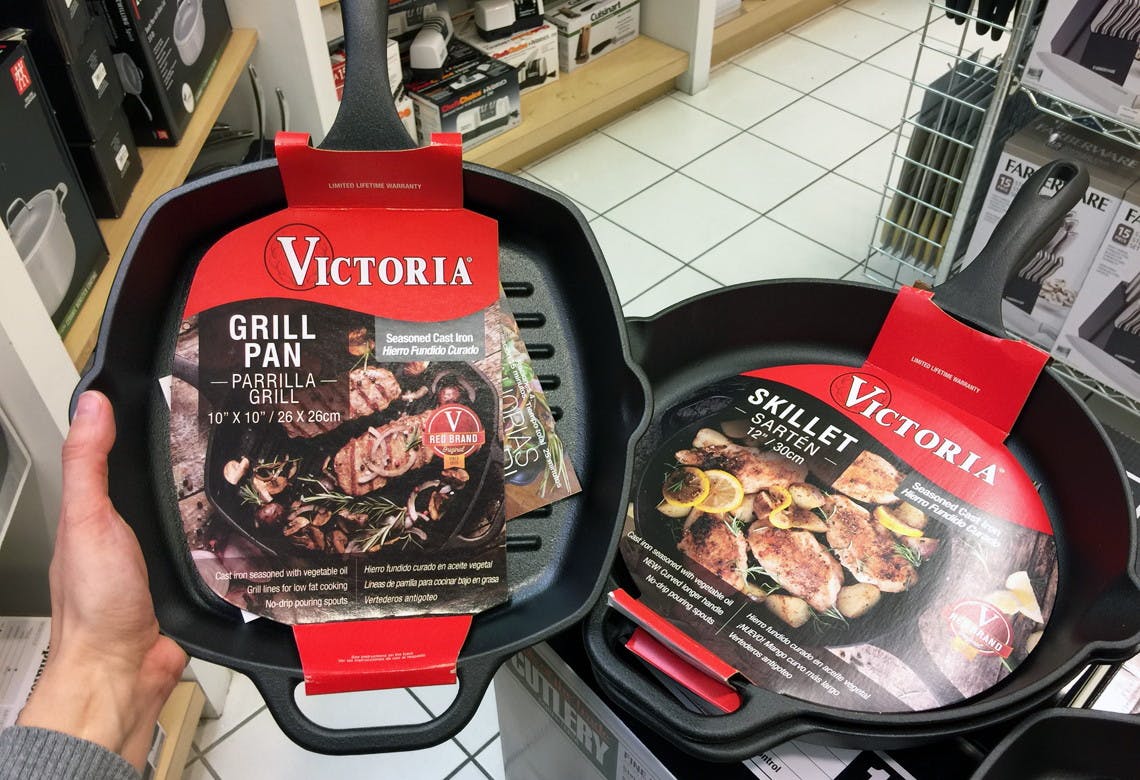 LIMITED LIFETIME WARRANTY
VICTORIA
GRILL
PAN
PARRILLA
GRILL
10" X 10" / 26 X 26cm
Seasoned Cast Iron
Hierro Fundido Curado
V
RED BRAND
Original
Cast iron seasoned with vegetable oil
Grill lines for low fat cooking
No-drip pouring spouts
Hierro fundido curado en aceite vegetal
Líneas de parrilla para cocinar bajo en grasa
Vertederos antigoteo
LIMITED LIFETIME WARRANTY
VICTORIA
SKILLET
SARTÉN
12" / 30cm
Seasoned Cast Iron
Hierro Fundido Curado
V
RED BRAND
Cast iron seasoned with vegetable oil
NEW! Curved longer handle
No-drip pouring spouts
Hierro fundido curado en aceite vegetal
¡NUEVO! Mango curvo más largo
Vertederos antigoteo
Cuisinart
Chef'sChoice
FARBERWARE
15
FARBERWARE
15
CUTLERY